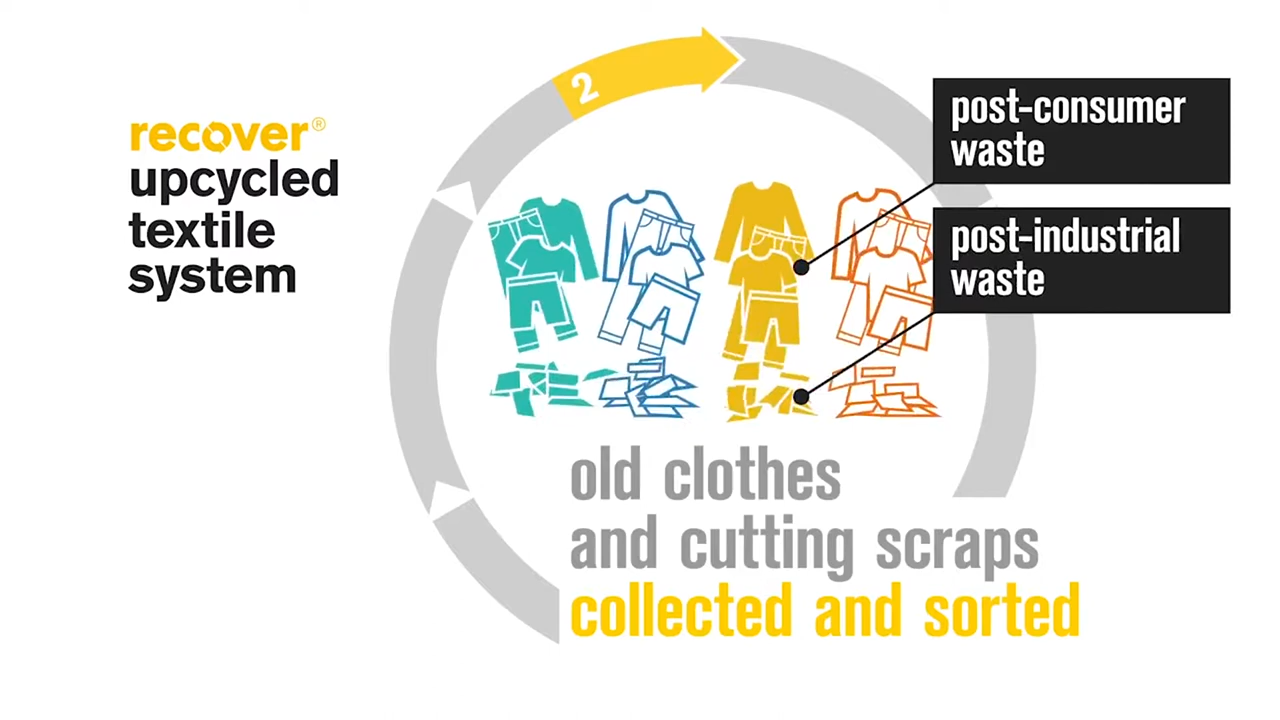 recover®
upcycled
textile
system
2
post-consumer
waste
post-industrial
waste
old clothes
and cutting scraps
collected and sorted